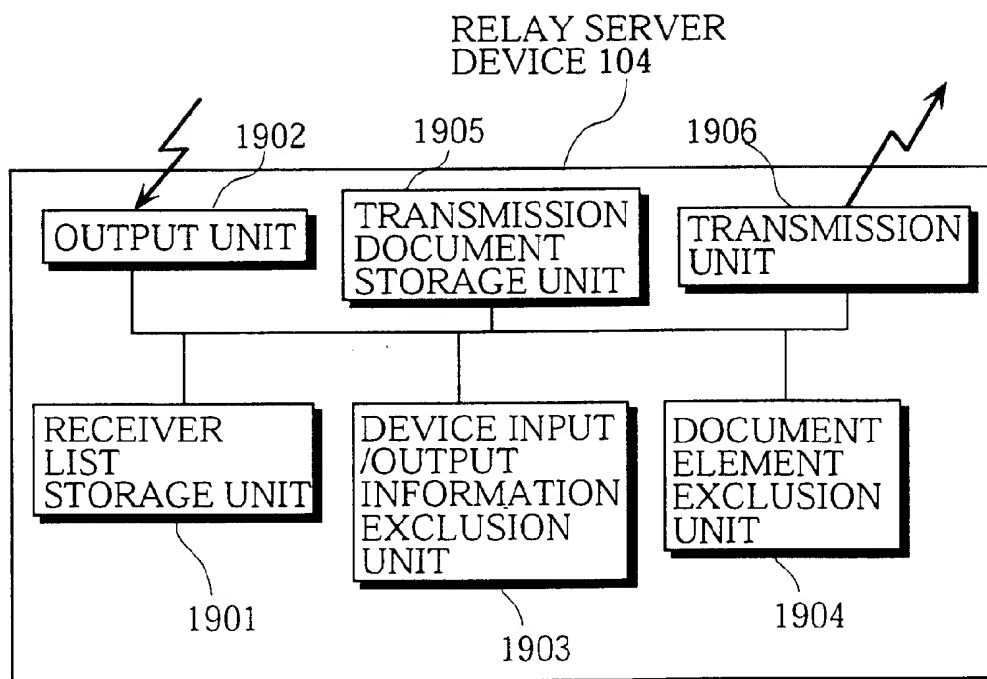 RELAY SERVER
DEVICE 104
1902
1905
1906
OUTPUT UNIT
TRANSMISSION
DOCUMENT
STORAGE UNIT
TRANSMISSION
UNIT
RECEIVER
LIST
STORAGE UNIT
DEVICE INPUT
/OUTPUT
INFORMATION
EXCLUSION
UNIT
DOCUMENT
ELEMENT
EXCLUSION
UNIT
1901
1903
1904